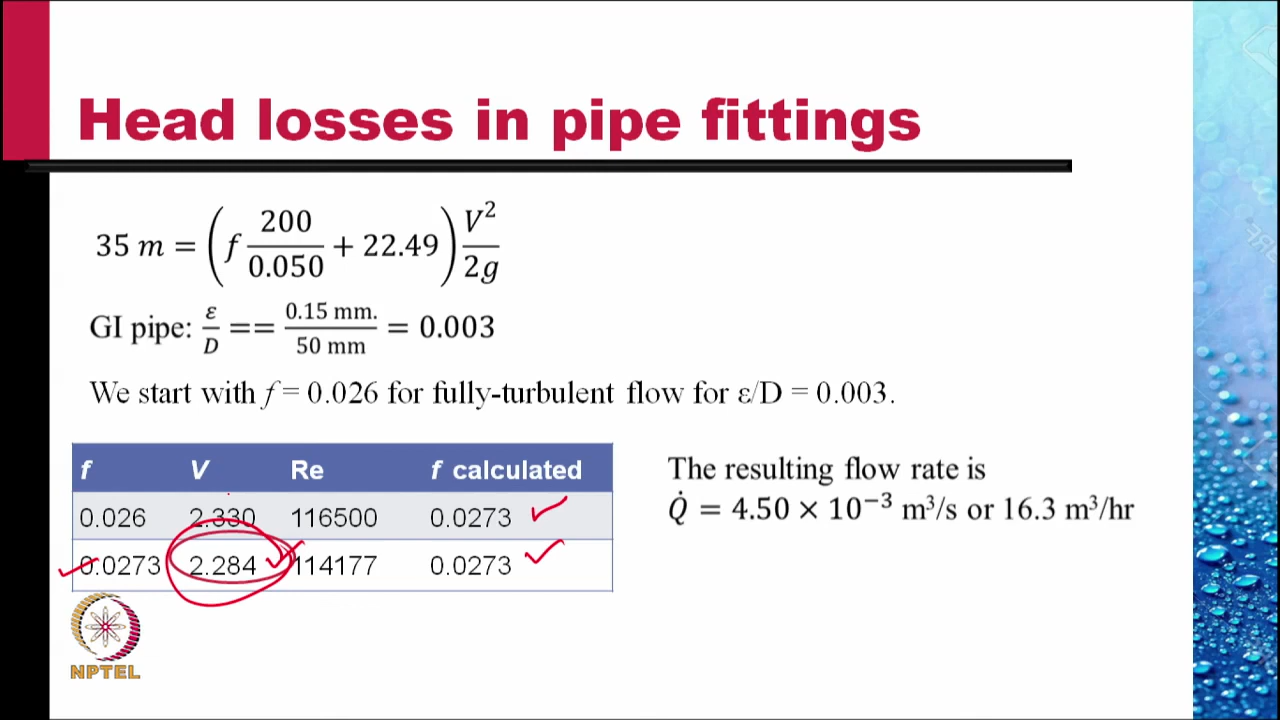 Head losses in pipe fittings
35 m = (f 200/0.050 + 22.49) V²/2g
GI pipe: ε/D == 0.15 mm./50 mm = 0.003
We start with f = 0.026 for fully-turbulent flow for ε/D = 0.003.
f V Re f calculated
0.026 2.330 116500 0.0273
0.0273 2.284 114177 0.0273
The resulting flow rate is
Q̇ = 4.50 × 10⁻³ m³/s or 16.3 m³/hr
NPTEL